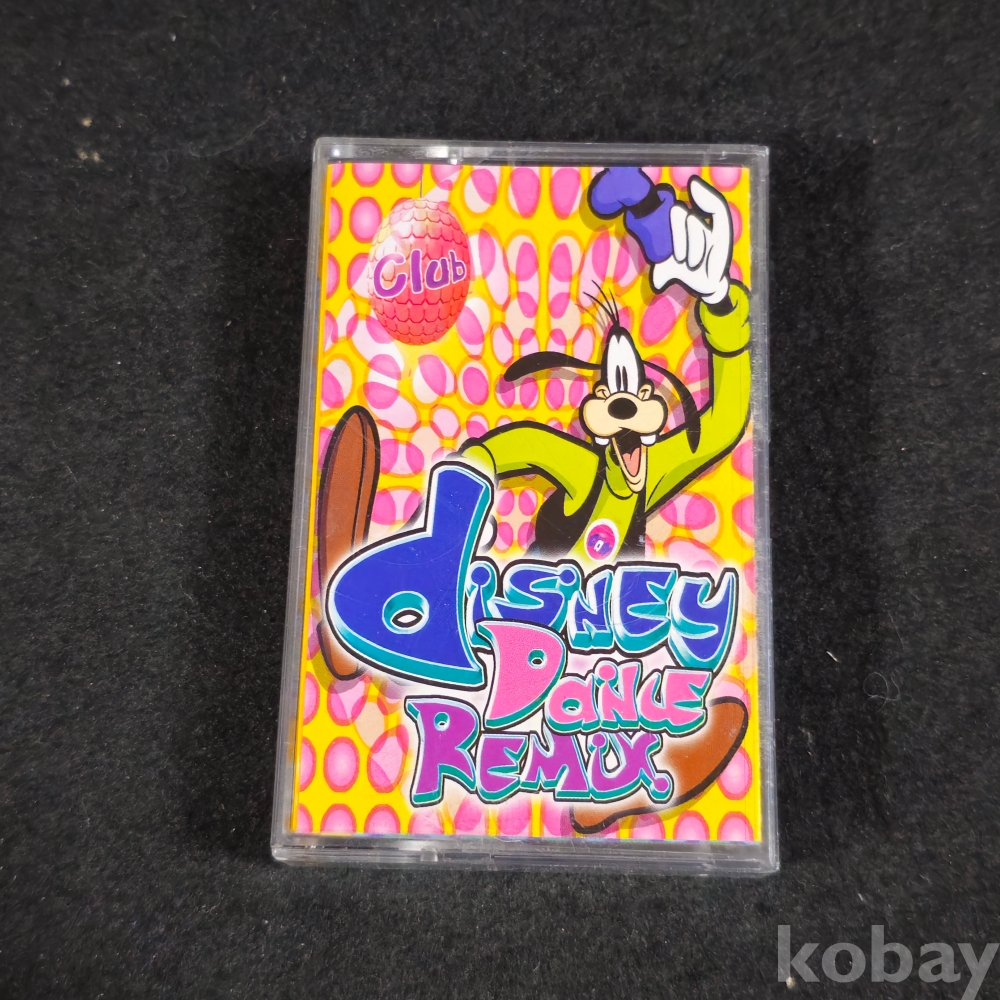 Club
disney
Dance
Remix
kobay